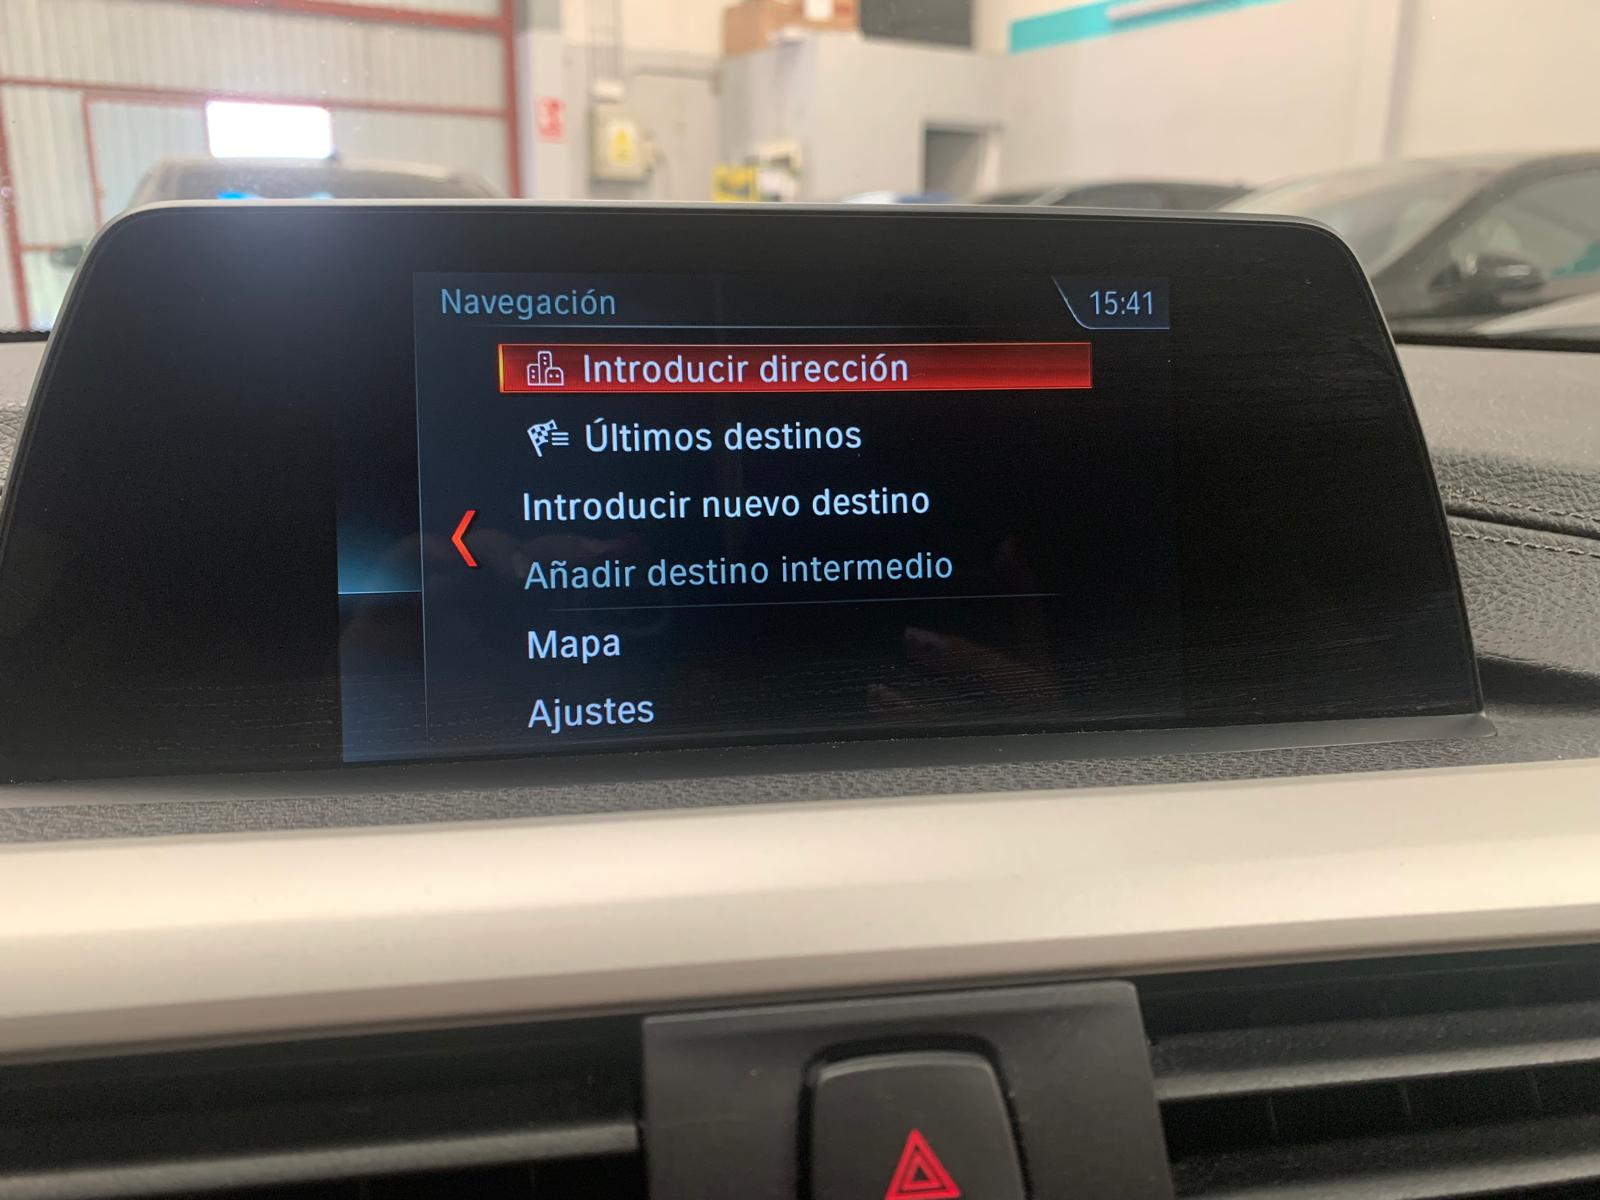 Navegación
15:41
Introducir dirección
Últimos destinos
Introducir nuevo destino
Añadir destino intermedio
Mapa
Ajustes